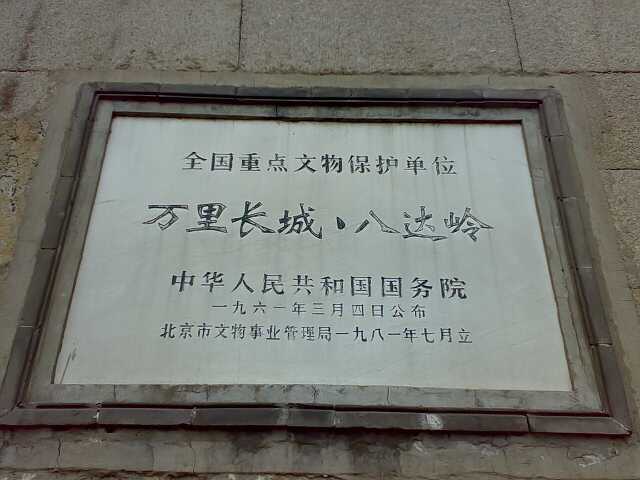 全国重点文物保护单位
万里长城、八达岭
中华人民共和国国务院
一九六一年三月四日公布
北京市文物事业管理局一九八一年七月立